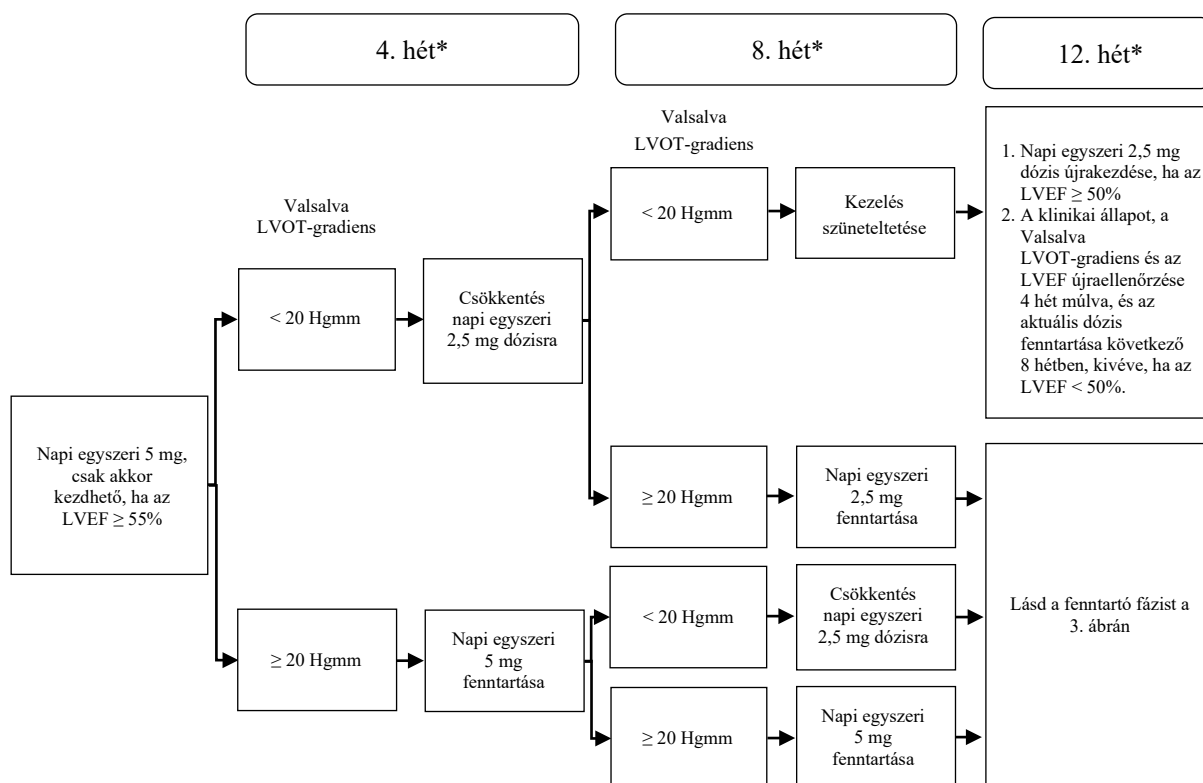 4. hét*
8. hét*
12. hét*
Valsalva
LVOT-gradiens
Valsalva
LVOT-gradiens
Napi egyszeri 5 mg,
csak akkor
kezdhető, ha az
LVEF ≥ 55%
< 20 Hgmm
Csökkentés
napi egyszeri
2,5 mg dózisra
< 20 Hgmm
Kezelés
szüneteltetése
1. Napi egyszeri 2,5 mg
dózis újrakezdése, ha az
LVEF ≥ 50%
2. A klinikai állapot, a
Valsalva
LVOT-gradiens és az
LVEF újraellenőrzése
4 hét múlva, és az
aktuális dózis
fenntartása következő
8 hétben, kivéve, ha az
LVEF < 50%.
≥ 20 Hgmm
Napi egyszeri
2,5 mg
fenntartása
≥ 20 Hgmm
Napi egyszeri
5 mg
fenntartása
< 20 Hgmm
Csökkentés
napi egyszeri
2,5 mg dózisra
≥ 20 Hgmm
Napi egyszeri
5 mg
fenntartása
Lásd a fenntartó fázist a
3. ábrán